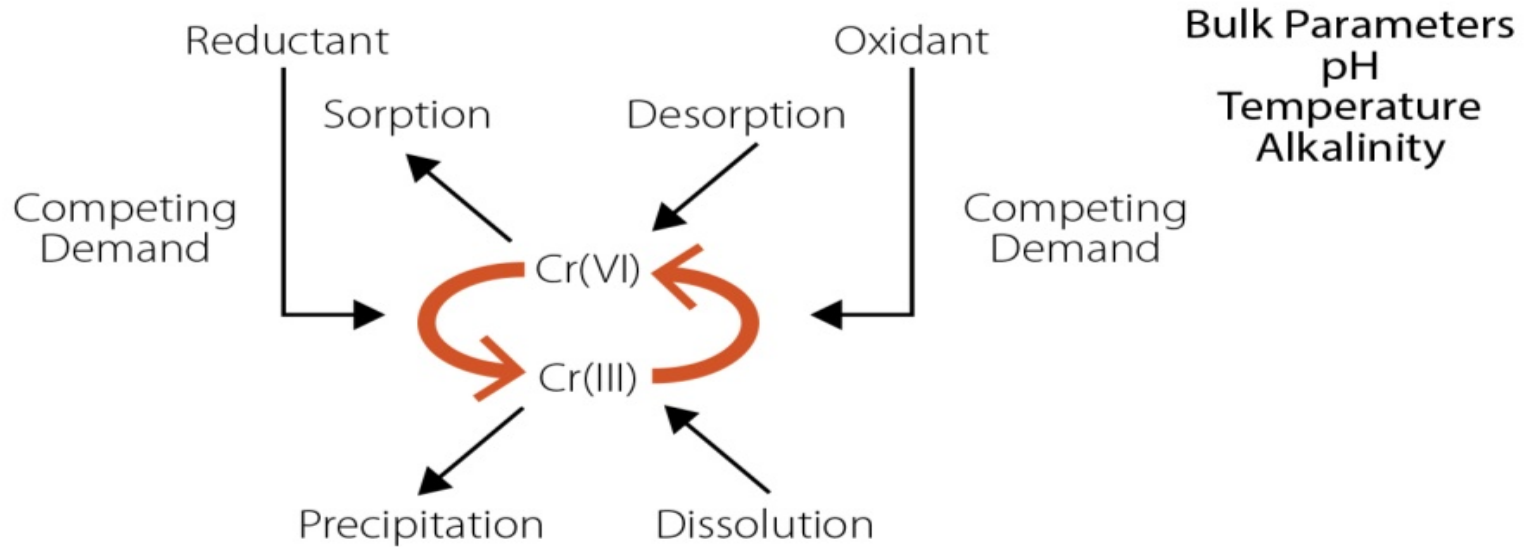 Reductant
Oxidant
Bulk Parameters
pH
Temperature
Alkalinity
Sorption
Desorption
Competing
Demand
Competing
Demand
Cr(VI)
Cr(III)
Precipitation
Dissolution